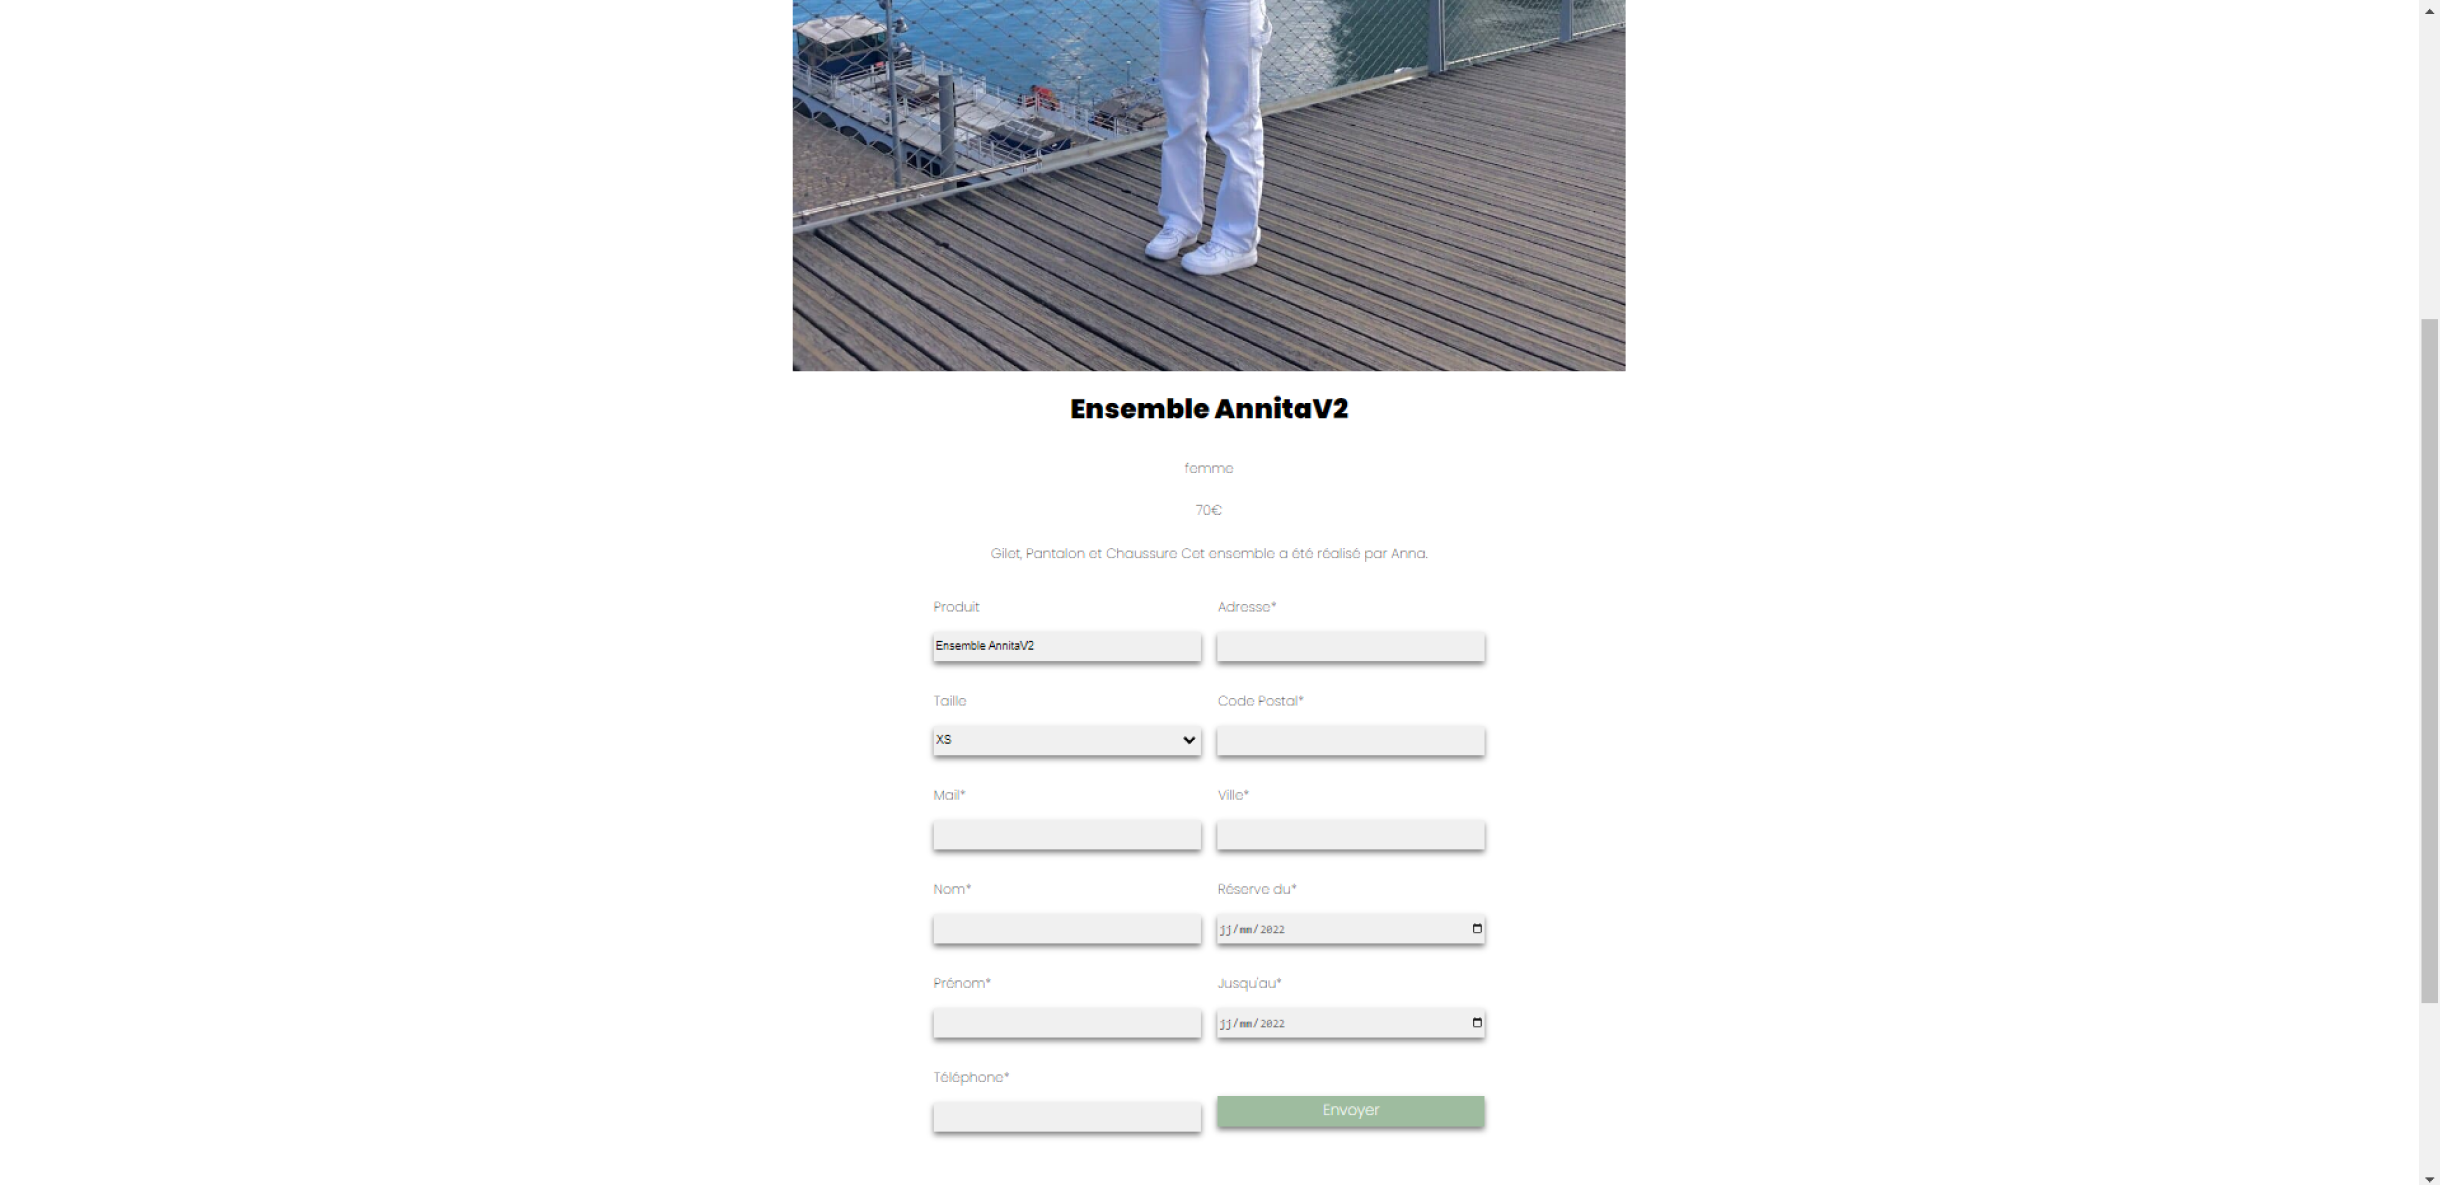 Ensemble AnnitaV2
femme
70€
Gilet, Pantalon et Chaussure Cet ensemble a été réalisé par Anna.
Produit
Ensemble AnnitaV2
Taille
XS
Mail*
Nom*
Prénom*
Téléphone*
Adresse*
Code Postal*
Ville*
Réserve du*
jj/mm/2022
Jusqu'au*
jj/mm/2022
Envoyer